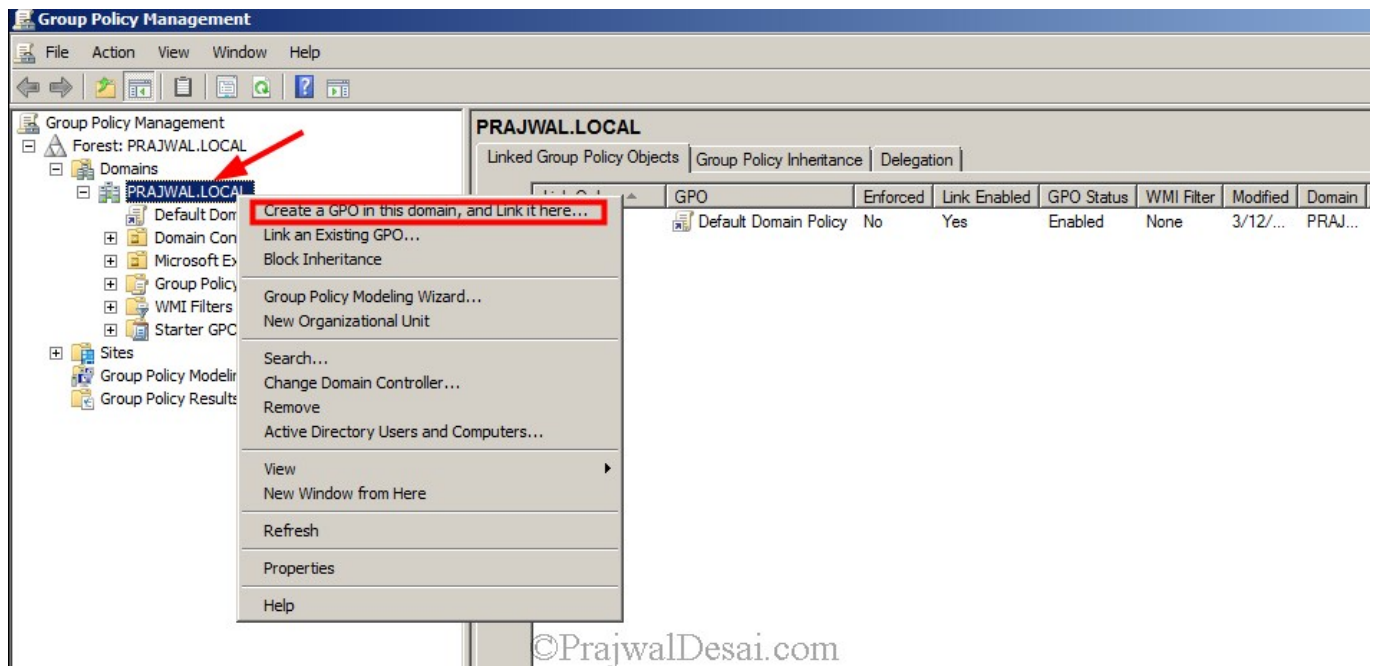 Group Policy Management
File Action View Window Help
Group Policy Management
Forest: PRAJWAL.LOCAL
Domains
PRAJWAL.LOCAL
Default Dom
Domain Con
Microsoft Ex
Group Policy
WMI Filters
Starter GPO
Sites
Group Policy Modelin
Group Policy Results
Create a GPO in this domain, and Link it here...
Link an Existing GPO...
Block Inheritance
Group Policy Modeling Wizard...
New Organizational Unit
Search...
Change Domain Controller...
Remove
Active Directory Users and Computers...
View
New Window from Here
Refresh
Properties
Help
PRAJWAL.LOCAL
Linked Group Policy Objects Group Policy Inheritance Delegation
GPO Enforced Link Enabled GPO Status WMI Filter Modified Domain
Default Domain Policy No Yes Enabled None 3/12/... PRAJ...
©PrajwalDesai.com